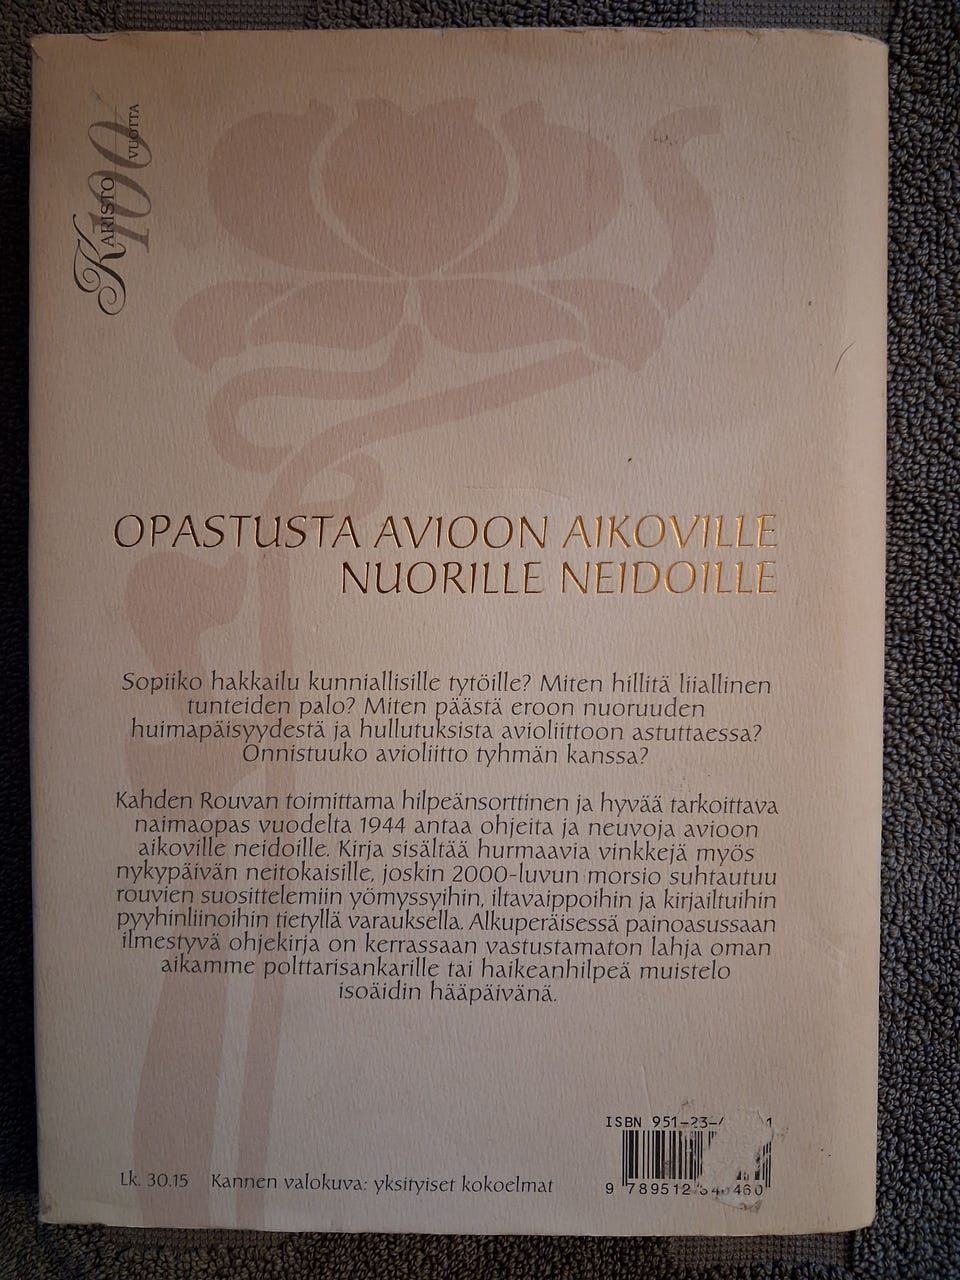 KARISTO
100
VUOTTA
OPASTUSTA AVIOON AIKOVILLE
NUORILLE NEIDOILLE
Sopiiko hakkailu kunniallisille tytöille? Miten hillitä liiallinen
tunteiden palo? Miten päästä eroon nuoruuden
huimapäisyydestä ja hullutuksista avioliittoon astuttaessa?
Onnistuuko avioliitto tyhmän kanssa?
Kahden Rouvan toimittama hilpeänsorttinen ja hyvää tarkoittava
naimaopas vuodelta 1944 antaa ohjeita ja neuvoja avioon
aikoville neidoille. Kirja sisältää hurmaavia vinkkejä myös
nykypäivän neitokaisille, joskin 2000-luvun morsio suhtautuu
rouvien suosittelemiin yömyssyihin, iltavaippoihin ja kirjailtuihin
pyyhinliinoihin tietyllä varauksella. Alkuperäisessä painoasussaan
ilmestyvä ohjekirja on kerrassaan vastustamaton lahja oman
aikamme polttarisankarille tai haikeanhilpeä muistelo
isoäidin hääpäivänä.
ISBN 951-23-
Lk. 30.15 Kannen valokuva: yksityiset kokoelmat
9 789512